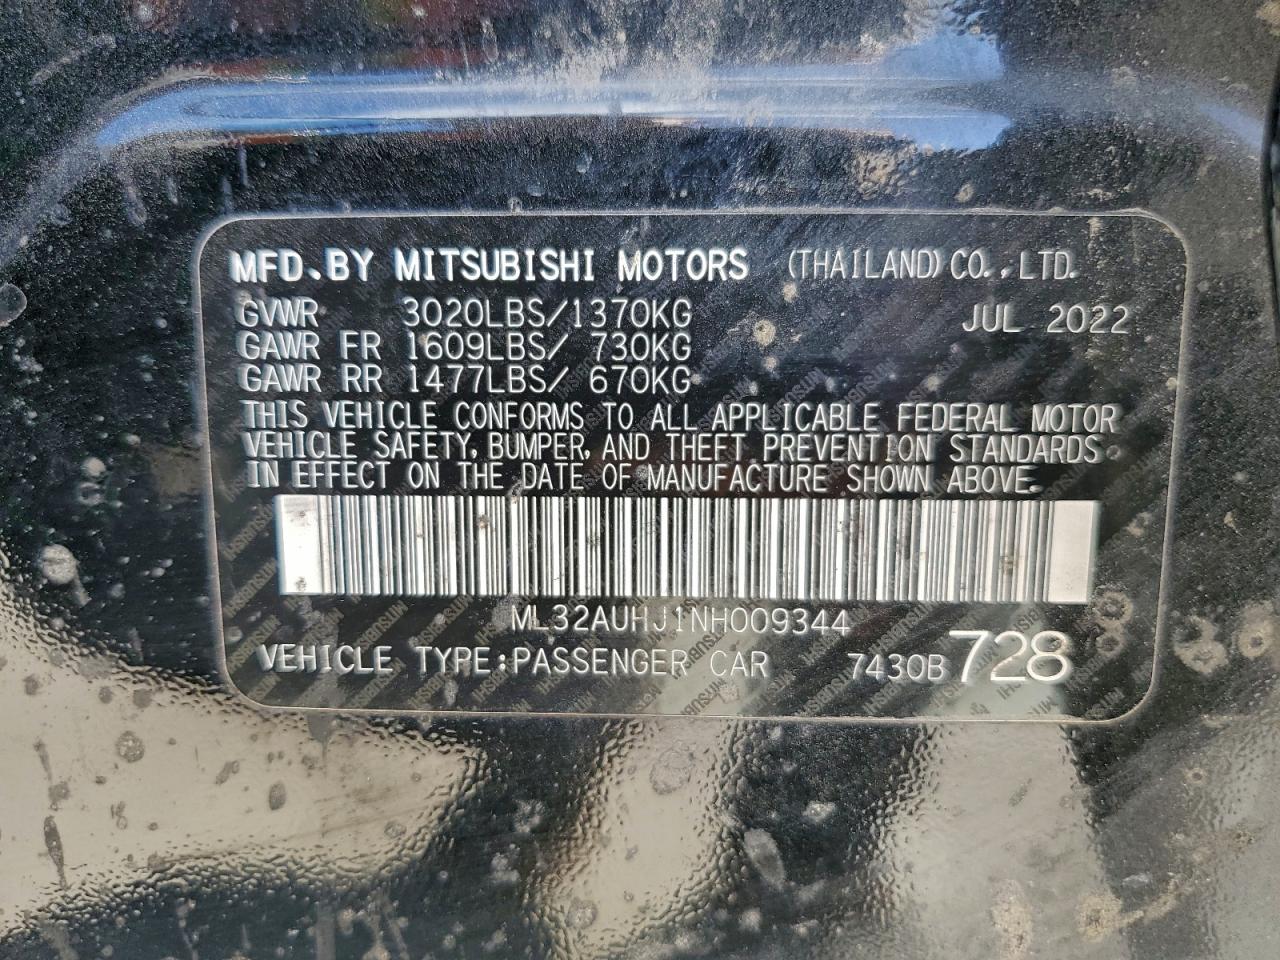 MFD.BY MITSUBISHI MOTORS (THAILAND) CO.,LTD.
GVWR 3020LBS/1370KG JUL 2022
GAWR FR 1609LBS/ 730KG
GAWR RR 1477LBS/ 670KG
THIS VEHICLE CONFORMS TO ALL APPLICABLE FEDERAL MOTOR
VEHICLE SAFETY, BUMPER, AND THEFT PREVENTION STANDARDS
IN EFFECT ON THE DATE OF MANUFACTURE SHOWN ABOVE.
ML32AUHJ1NH009344
VEHICLE TYPE:PASSENGER CAR 7430B 728